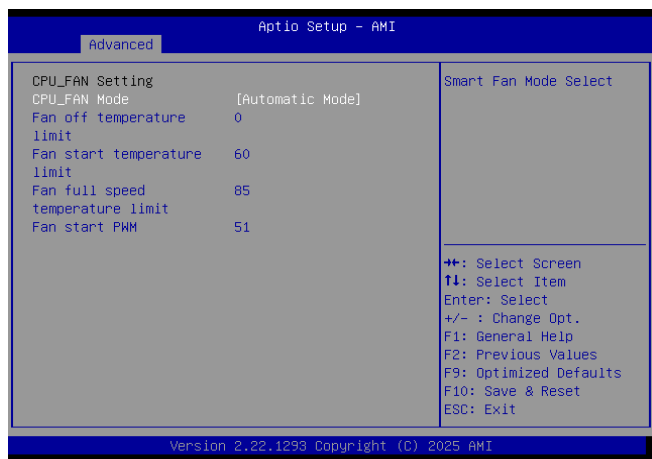 Aptio Setup – AMI
Advanced
CPU_FAN Setting
CPU_FAN Mode [Automatic Mode]
Fan off temperature 0
limit
Fan start temperature 60
limit
Fan full speed 85
temperature limit
Fan start PWM 51
Smart Fan Mode Select
→←: Select Screen
↑↓: Select Item
Enter: Select
+/- : Change Opt.
F1: General Help
F2: Previous Values
F9: Optimized Defaults
F10: Save & Reset
ESC: Exit
Version 2.22.1293 Copyright (C) 2025 AMI